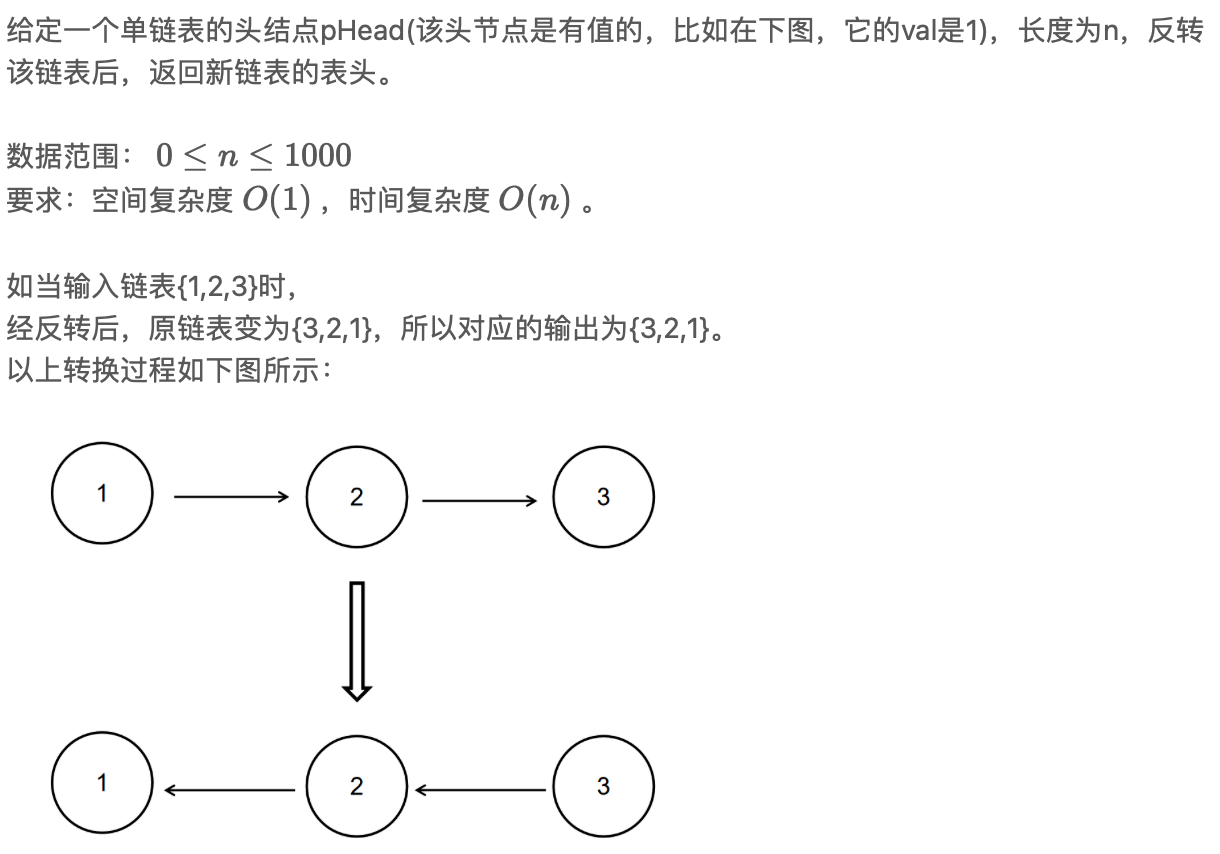 给定一个单链表的头结点pHead(该头节点是有值的，比如在下图，它的val是1)，长度为n，反转
该链表后，返回新链表的表头。
数据范围： 0 ≤ n ≤ 1000
要求：空间复杂度 O(1) ，时间复杂度 O(n) 。
如当输入链表{1,2,3}时，
经反转后，原链表变为{3,2,1}，所以对应的输出为{3,2,1}。
以上转换过程如下图所示：
1 2 3
1 2 3